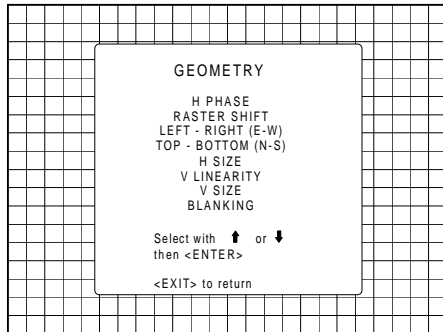 GEOMETRY
H PHASE
RASTER SHIFT
LEFT - RIGHT (E-W)
TOP - BOTTOM (N-S)
H SIZE
V LINEARITY
V SIZE
BLANKING
Select with ⬆ or ⬇
then <ENTER>
<EXIT> to return